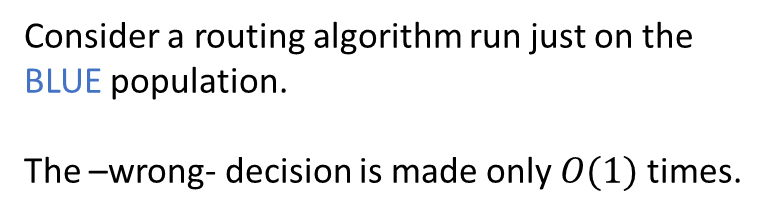 Consider a routing algorithm run just on the
BLUE population.
The –wrong- decision is made only O(1) times.